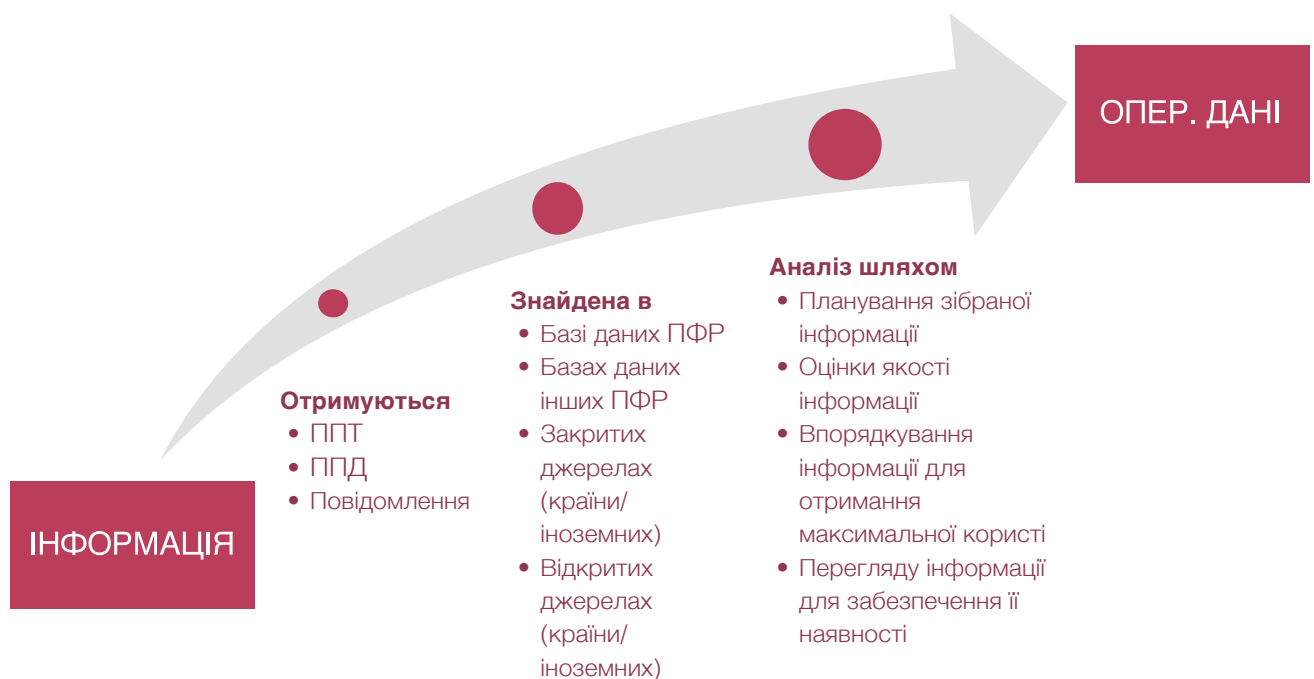 ІНФОРМАЦІЯ
Отримуються
• ППТ
• ППД
• Повідомлення
Знайдена в
• Базі даних ПФР
• Базах даних
інших ПФР
• Закритих
джерелах
(країни/
іноземних)
• Відкритих
джерелах
(країни/
іноземних)
Аналіз шляхом
• Планування зібраної
інформації
• Оцінки якості
інформації
• Впорядкування
інформації для
отримання
максимальної користі
• Перегляду інформації
для забезпечення її
наявності
ОПЕР. ДАНІ